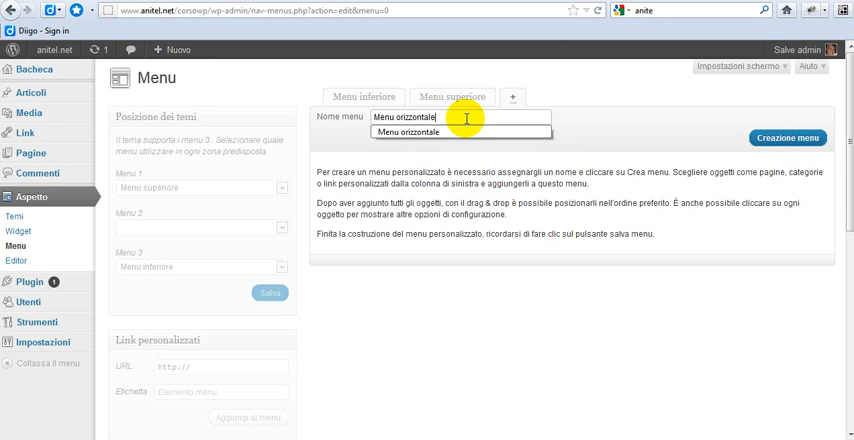 www.anitel.net/corsowp/wp-admin/nav-menus.php?action=edit&menu=0
anite
Diigo - Sign in
anitel.net 1 Nuovo
Salve admin
Bacheca
Articoli
Media
Link
Pagine
Commenti
Aspetto
Temi
Widget
Menu
Editor
Plugin 1
Utenti
Strumenti
Impostazioni
Collassa il menu
Impostazioni schermo
Aiuto
Menu
Posizione dei temi
Il tema supporta i menu 3 . Selezionare quale
menu utilizzare in ogni zona predisposta.
Menu 1
Menu superiore
Menu 2
Menu 3
Menu inferiore
Salva
Link personalizzati
URL http://
Etichetta Elemento menu
Aggiungi al menu
Menu inferiore Menu superiore +
Nome menu Menu orizzontale
Menu orizzontale
Creazione menu
Per creare un menu personalizzato è necessario assegnargli un nome e cliccare su Crea menu. Scegliere oggetti come pagine, categorie
o link personalizzati dalla colonna di sinistra e aggiungerli a questo menu.
Dopo aver aggiunto tutti gli oggetti, con il drag & drop è possibile posizionarli nell'ordine preferito. È anche possibile cliccare su ogni
oggetto per mostrare altre opzioni di configurazione.
Finita la costruzione del menu personalizzato, ricordarsi di fare clic sul pulsante salva menu.